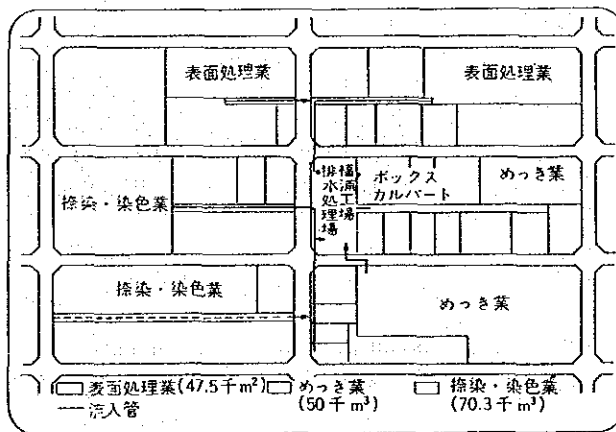 表面処理業
表面処理業
捺染・染色業
福浦工場
排水処理場
ボックス
カルバート
めっき業
捺染・染色業
めっき業
表面処理業(47.5千m²)
めっき業
(50千m³)
捺染・染色業
(70.3千m³)
流入管